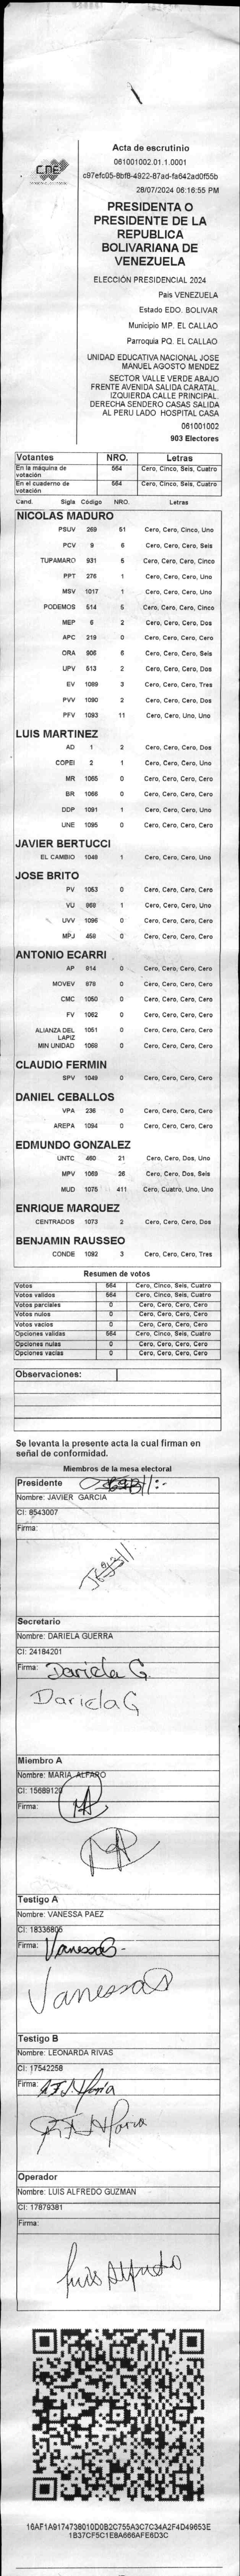 CNE
Acta de escrutinio
061001002.01.1.0001
c97efc05-8bf8-4922-87ad-fa642ad0f55b
28/07/2024 06:16:55 PM
PRESIDENTA O
PRESIDENTE DE LA
REPUBLICA
BOLIVARIANA DE
VENEZUELA
ELECCIÓN PRESIDENCIAL 2024
Pais VENEZUELA
Estado EDO. BOLIVAR
Municipio MP. EL CALLAO
Parroquia PQ. EL CALLAO
UNIDAD EDUCATIVA NACIONAL JOSE
MANUEL AGOSTO MENDEZ
SECTOR VALLE VERDE ABAJO
FRENTE AVENIDA SALIDA CARATAL.
IZQUIERDA CALLE PRINCIPAL.
DERECHA SENDERO CASAS SALIDA
AL PERU LADO HOSPITAL CASA
061001002
903 Electores
Votantes NRO. Letras
En la máquina de votación 564 Cero, Cinco, Seis, Cuatro
En el cuaderno de votación 564 Cero, Cinco, Seis, Cuatro
Cand. Sigla Código NRO. Letras
NICOLAS MADURO
PSUV 269 51 Cero, Cero, Cinco, Uno
PCV 9 6 Cero, Cero, Cero, Seis
TUPAMARO 931 5 Cero, Cero, Cero, Cinco
PPT 276 1 Cero, Cero, Cero, Uno
MSV 1017 1 Cero, Cero, Cero, Uno
PODEMOS 514 5 Cero, Cero, Cero, Cinco
MEP 6 2 Cero, Cero, Cero, Dos
APC 219 0 Cero, Cero, Cero, Cero
ORA 906 6 Cero, Cero, Cero, Seis
UPV 513 2 Cero, Cero, Cero, Dos
EV 1089 3 Cero, Cero, Cero, Tres
PVV 1090 2 Cero, Cero, Cero, Dos
PFV 1093 11 Cero, Cero, Uno, Uno
LUIS MARTINEZ
AD 1 2 Cero, Cero, Cero, Dos
COPEI 2 1 Cero, Cero, Cero, Uno
MR 1065 0 Cero, Cero, Cero, Cero
BR 1066 0 Cero, Cero, Cero, Cero
DDP 1091 1 Cero, Cero, Cero, Uno
UNE 1095 0 Cero, Cero, Cero, Cero
JAVIER BERTUCCI
EL CAMBIO 1048 1 Cero, Cero, Cero, Uno
JOSE BRITO
PV 1053 0 Cero, Cero, Cero, Cero
VU 968 1 Cero, Cero, Cero, Uno
UVV 1096 0 Cero, Cero, Cero, Cero
MPJ 458 0 Cero, Cero, Cero, Cero
ANTONIO ECARRI
AP 914 0 Cero, Cero, Cero, Cero
MOVEV 978 0 Cero, Cero, Cero, Cero
CMC 1050 0 Cero, Cero, Cero, Cero
FV 1062 0 Cero, Cero, Cero, Cero
ALIANZA DEL LAPIZ 1051 0 Cero, Cero, Cero, Cero
MIN UNIDAD 1068 0 Cero, Cero, Cero, Cero
CLAUDIO FERMIN
SPV 1049 0 Cero, Cero, Cero, Cero
DANIEL CEBALLOS
VPA 236 0 Cero, Cero, Cero, Cero
AREPA 1094 0 Cero, Cero, Cero, Cero
EDMUNDO GONZALEZ
UNTC 460 21 Cero, Cero, Dos, Uno
MPV 1069 26 Cero, Cero, Dos, Seis
MUD 1075 411 Cero, Cuatro, Uno, Uno
ENRIQUE MARQUEZ
CENTRADOS 1073 2 Cero, Cero, Cero, Dos
BENJAMIN RAUSSEO
CONDE 1092 3 Cero, Cero, Cero, Tres
Resumen de votos
Votos 564 Cero, Cinco, Seis, Cuatro
Votos validos 564 Cero, Cinco, Seis, Cuatro
Votos parciales 0 Cero, Cero, Cero, Cero
Votos nulos 0 Cero, Cero, Cero, Cero
Votos vacios 0 Cero, Cero, Cero, Cero
Opciones validas 564 Cero, Cinco, Seis, Cuatro
Opciones nulas 0 Cero, Cero, Cero, Cero
Opciones vacias 0 Cero, Cero, Cero, Cero
Observaciones:
Se levanta la presente acta la cual firman en
señal de conformidad.
Miembros de la mesa electoral
Presidente
Nombre: JAVIER GARCIA
CI: 8543007
Firma:
Secretario
Nombre: DARIELA GUERRA
CI: 24184201
Firma: Dariela G.
Dariela G
Miembro A
Nombre: MARIA ALFARO
CI: 15689120
Firma:
Testigo A
Nombre: VANESSA PAEZ
CI: 18336805
Firma: Vanessa
Vanessa
Testigo B
Nombre: LEONARDA RIVAS
CI: 17542258
Firma:
Operador
Nombre: LUIS ALFREDO GUZMAN
CI: 17879381
Firma:
Luis Alfredo
16AF1A9174738010D0B2C755A3C7C34A2F4D49653E
1B37CF5C1E8A666AFE6D3C